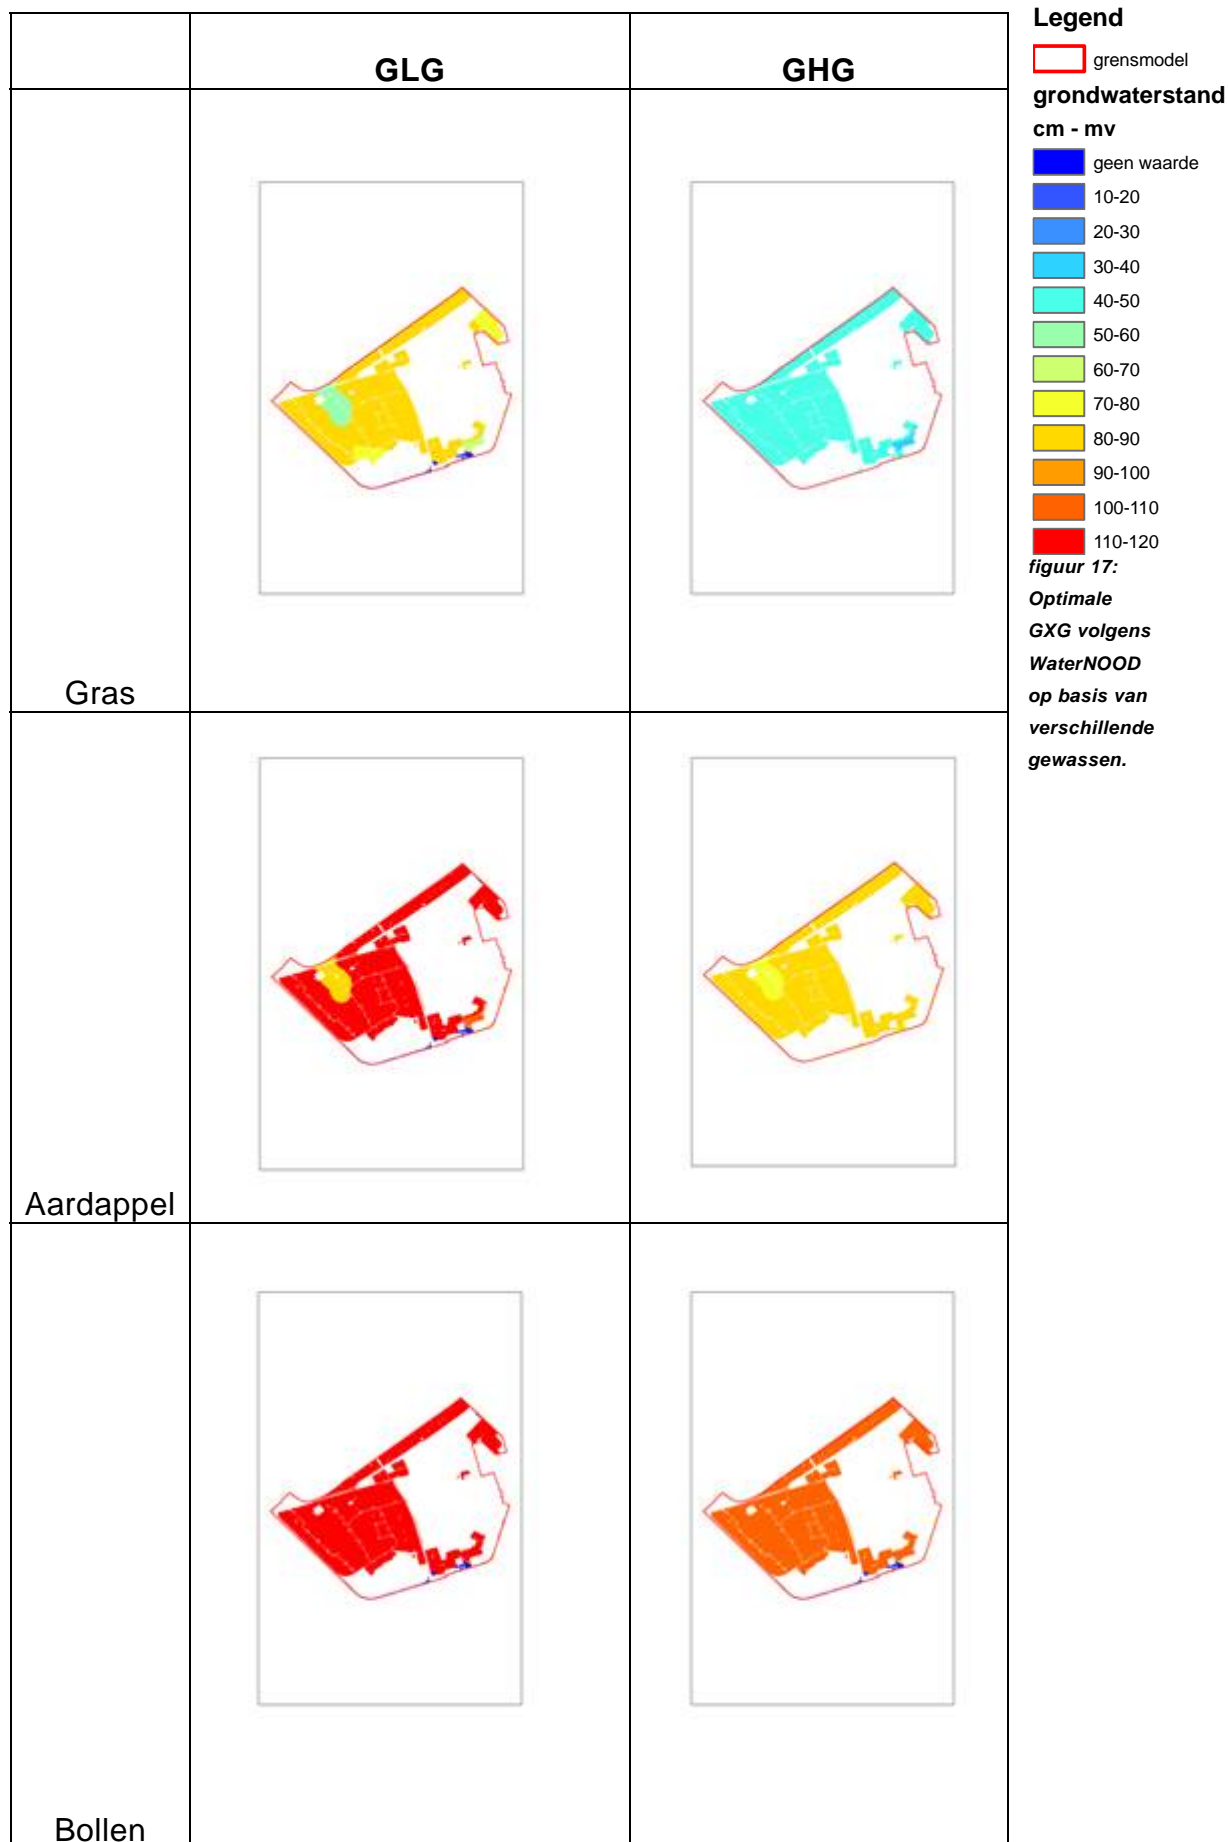 GLG
GHG
Gras
Aardappel
Bollen
Legend
grensmodel
grondwaterstand
cm - mv
geen waarde
10-20
20-30
30-40
40-50
50-60
60-70
70-80
80-90
90-100
100-110
110-120
figuur 17:
Optimale
GXG volgens
WaterNOOD
op basis van
verschillende
gewassen.